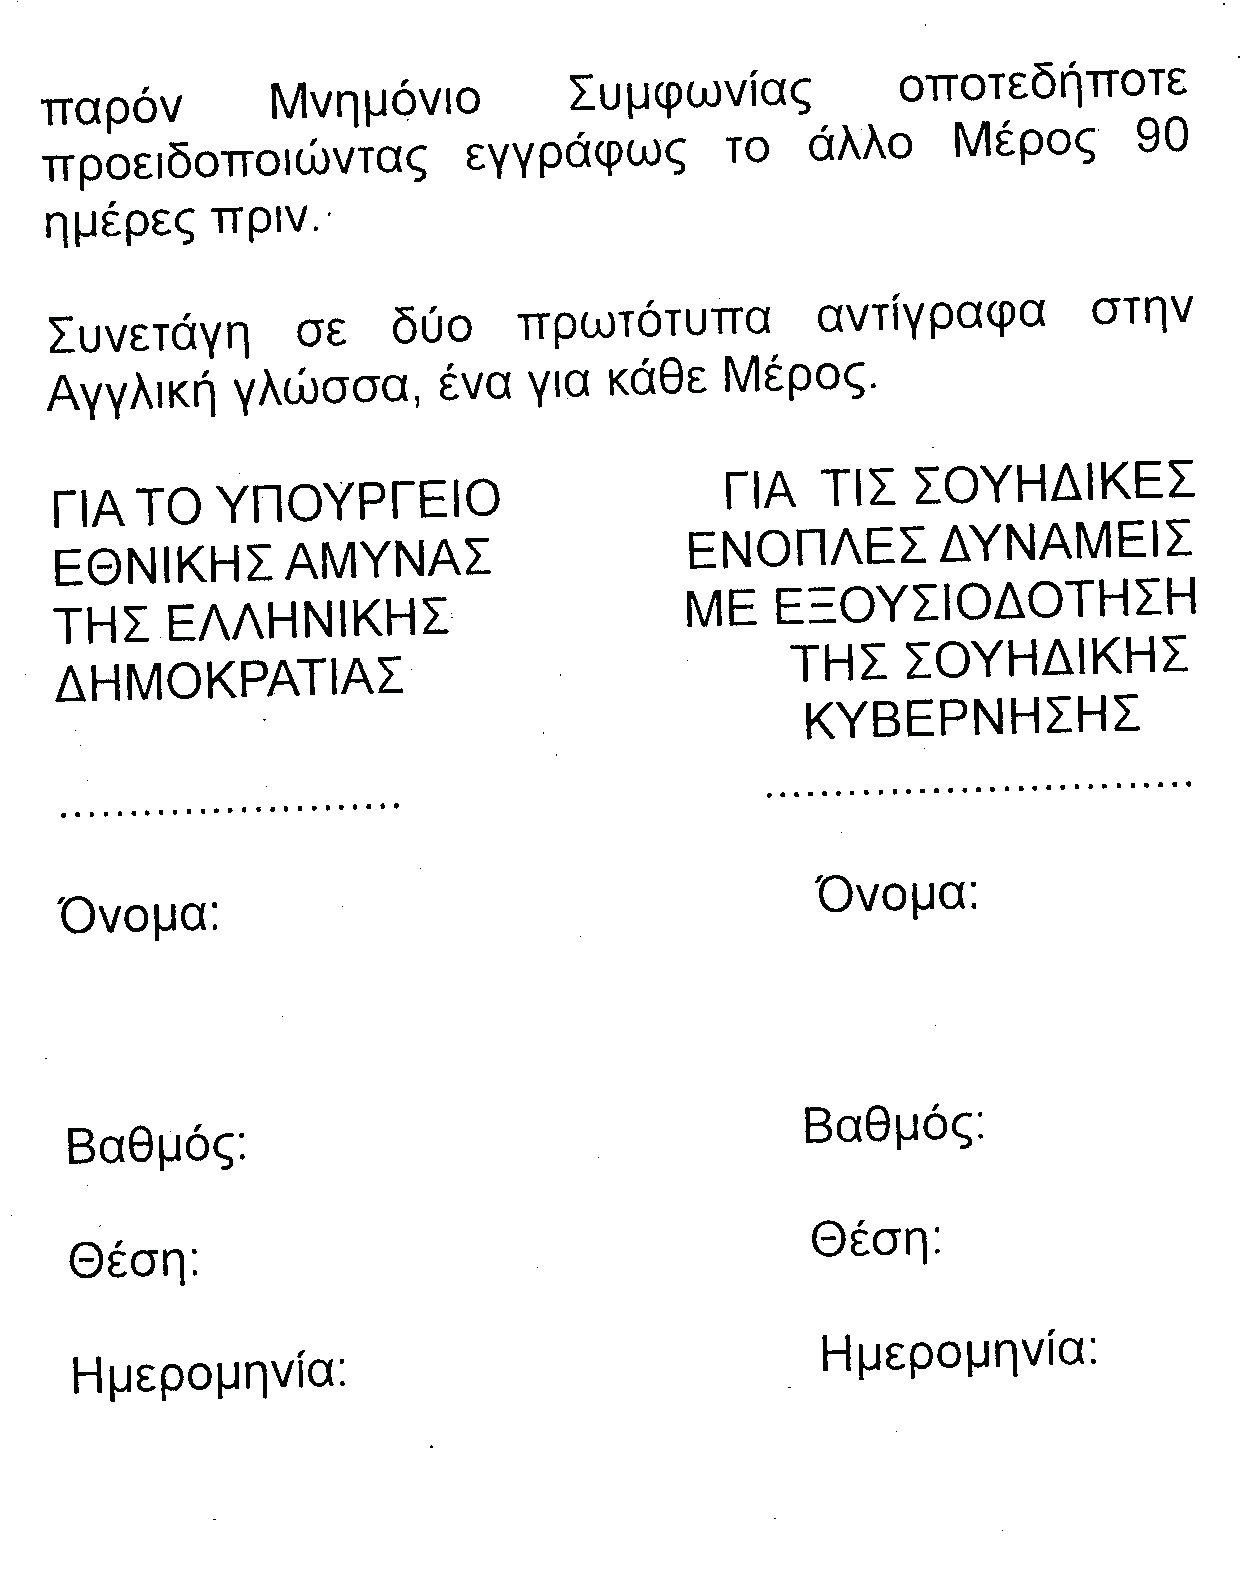 παρόν Μνημόνιο Συμφωνίας οποτεδήποτε
προειδοποιώντας εγγράφως το άλλο Μέρος 90
ημέρες πριν.
Συνετάγη σε δύο πρωτότυπα αντίγραφα στην
Αγγλική γλώσσα, ένα για κάθε Μέρος.
ΓΙΑ ΤΟ ΥΠΟΥΡΓΕΙΟ
ΕΘΝΙΚΗΣ ΑΜΥΝΑΣ
ΤΗΣ ΕΛΛΗΝΙΚΗΣ
ΔΗΜΟΚΡΑΤΙΑΣ
.........................
Όνομα:
Βαθμός:
Θέση:
Ημερομηνία:
ΓΙΑ ΤΙΣ ΣΟΥΗΔΙΚΕΣ
ΕΝΟΠΛΕΣ ΔΥΝΑΜΕΙΣ
ΜΕ ΕΞΟΥΣΙΟΔΟΤΗΣΗ
ΤΗΣ ΣΟΥΗΔΙΚΗΣ
ΚΥΒΕΡΝΗΣΗΣ
...............................
Όνομα:
Βαθμός:
Θέση:
Ημερομηνία: